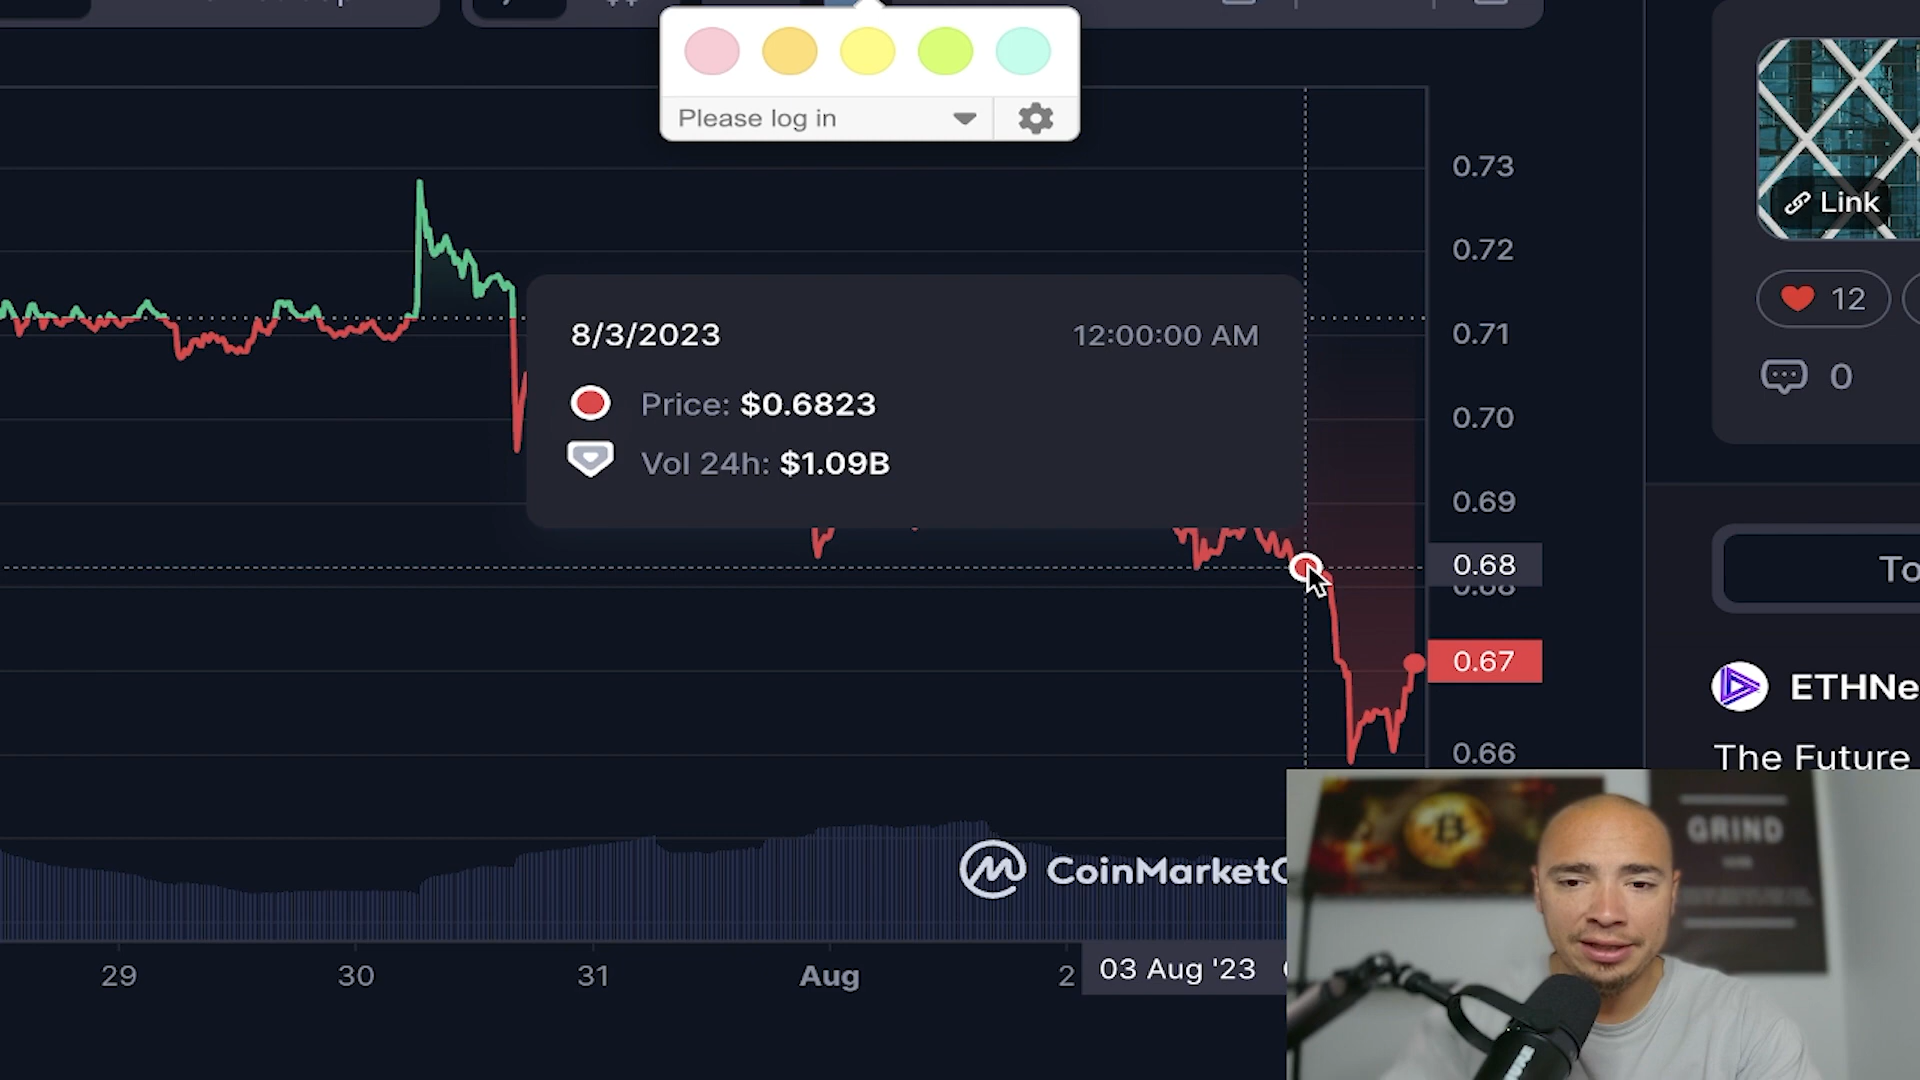 Please log in
0.73
0.72
0.71
0.70
0.69
0.68
0.68
0.67
0.66
8/3/2023 12:00:00 AM
Price: $0.6823
Vol 24h: $1.09B
CoinMarketC
29 30 31 Aug 2 03 Aug '23
Link
12
0
To
ETHNe
The Future
GRIND